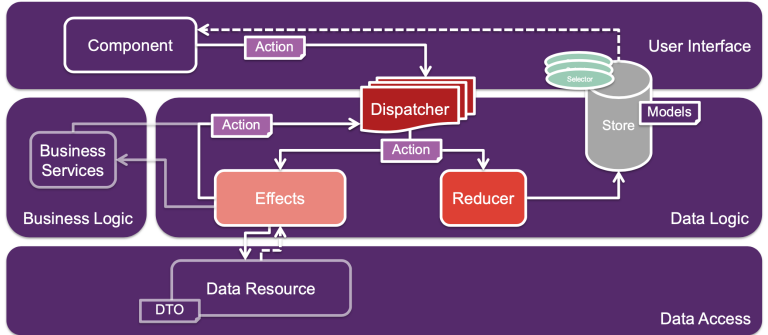 Component
Action
User Interface
Selector
Dispatcher
Store
Models
Action
Business
Services
Action
Effects
Reducer
Business Logic
Data Logic
Data Resource
DTO
Data Access